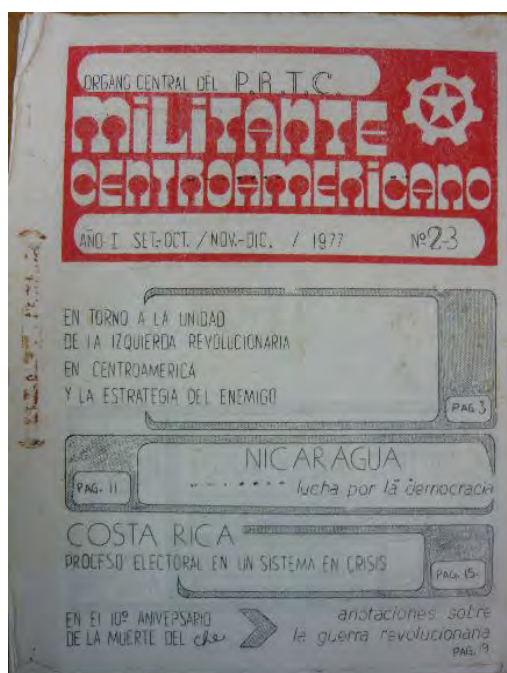 ORGANO CENTRAL DEL P.R.T.C.
MILITANTE
CENTROAMERICANO
AÑO-I SET.-OCT. / NOV.-DIC. / 1977 Nº 2-3
EN TORNO A LA UNIDAD
DE LA IZQUIERDA REVOLUCIONARIA
EN CENTROAMERICA
Y LA ESTRATEGIA DEL ENEMIGO
PAG 3
NICARAGUA
PAG. 11
lucha por la democracia
COSTA RICA
PROCESO ELECTORAL EN UN SISTEMA EN CRISIS
PAG. 15.
EN El 10º ANIVERSARIO
DE LA MUERTE DEL che
anotaciones sobre
la guerra revolucionaria
PAG. 19